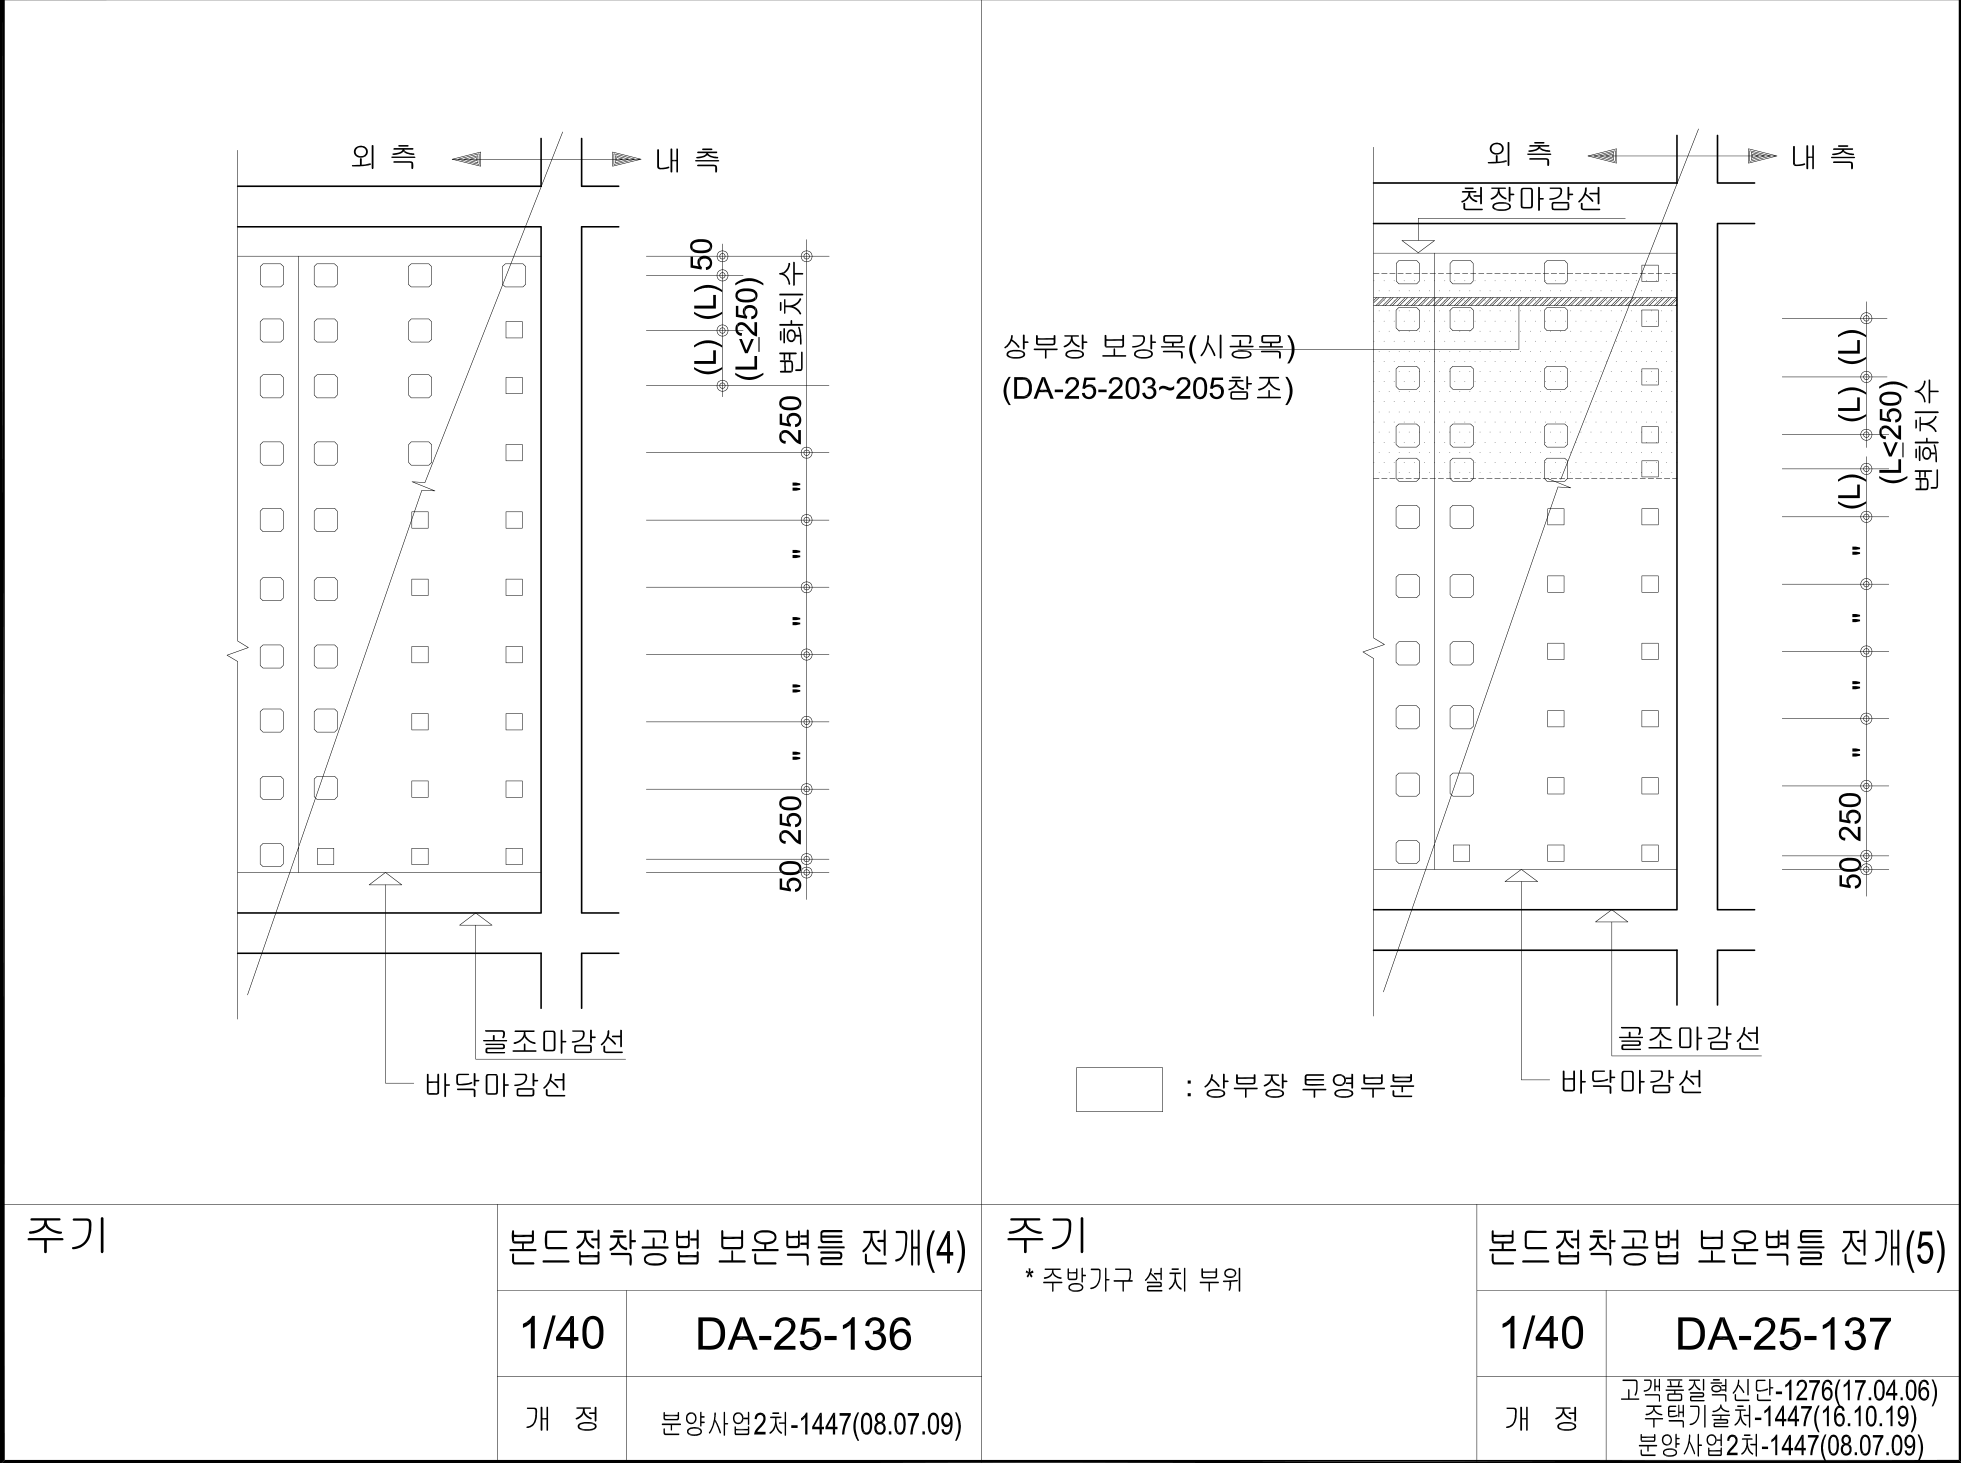 외 측
내 측
50
(L)
(L)
(L≤250)
변화치수
250
"
"
"
"
"
250
50
골조마감선
바닥마감선
주기
본드접착공법 보온벽틀 전개(4)
1/40
DA-25-136
개 정
분양사업2처-1447(08.07.09)
외 측
내 측
천장마감선
상부장 보강목(시공목)
(DA-25-203~205참조)
(L)
(L)
(L)
(L≤250)
변화치수
"
"
"
"
250
50
골조마감선
바닥마감선
: 상부장 투영부분
주기
* 주방가구 설치 부위
본드접착공법 보온벽틀 전개(5)
1/40
DA-25-137
개 정
고객품질혁신단-1276(17.04.06)
주택기술처-1447(16.10.19)
분양사업2처-1447(08.07.09)